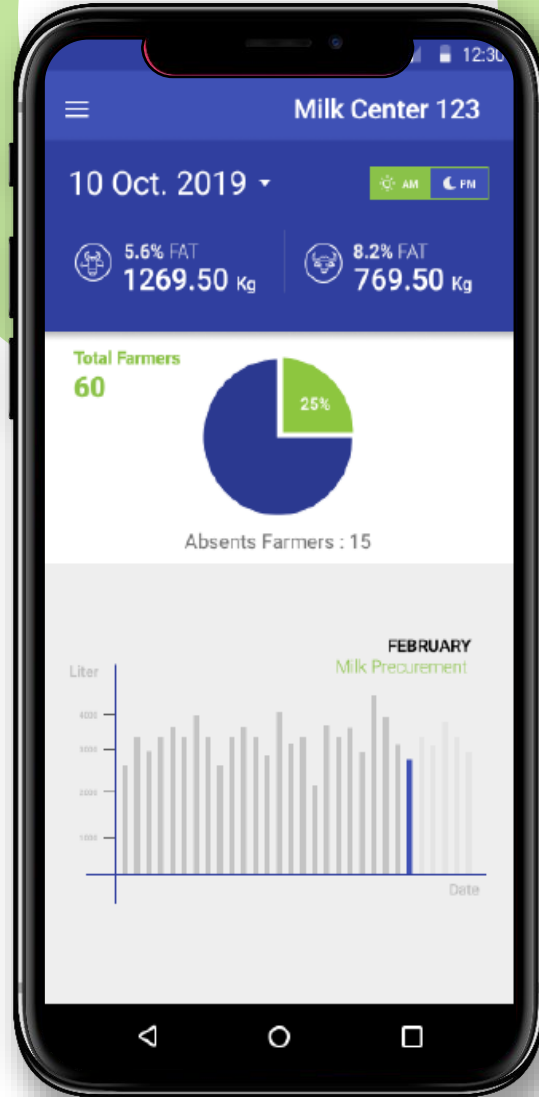 12:30
Milk Center 123
10 Oct. 2019
AM PM
5.6% FAT
1269.50 Kg
8.2% FAT
769.50 Kg
Total Farmers
60
25%
Absents Farmers : 15
FEBRUARY
Milk Precurement
Liter
4000
3000
2000
1000
Date